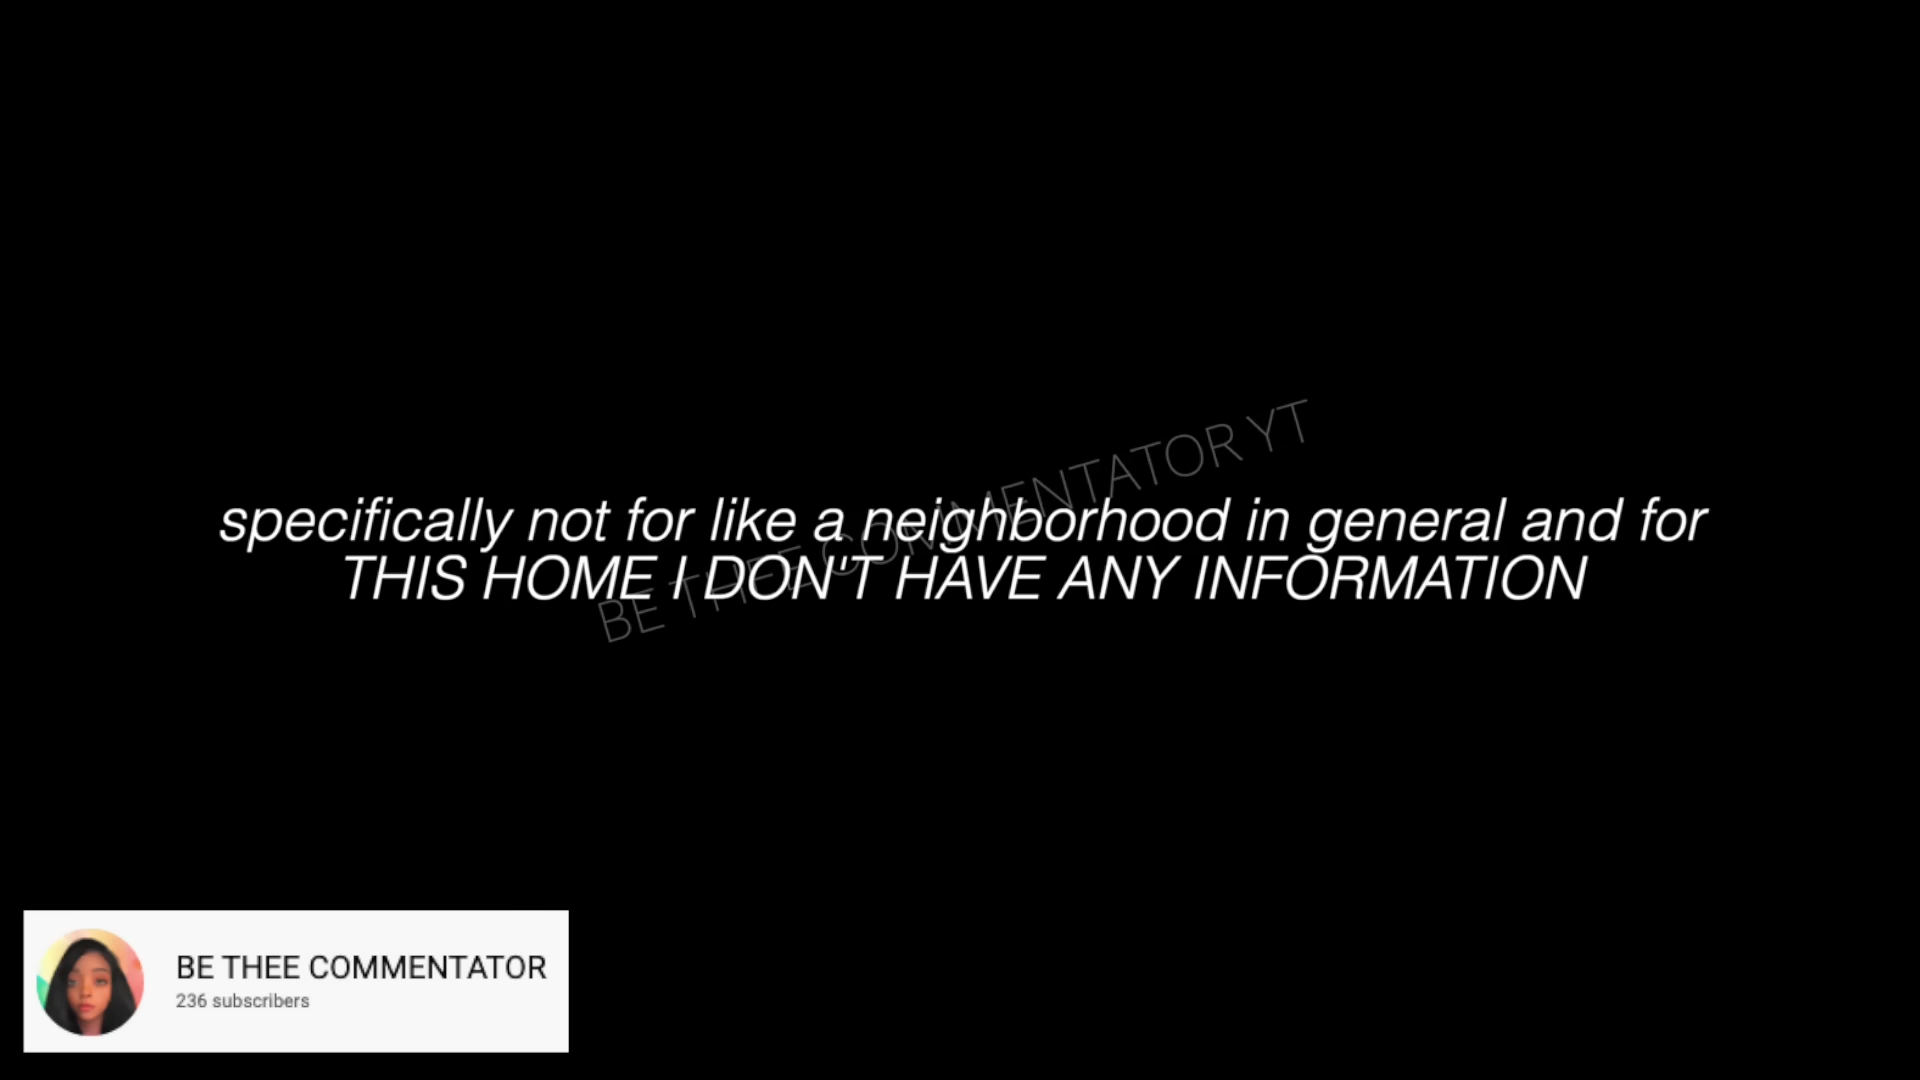 BE THEE COMMENTATOR YT
specifically not for like a neighborhood in general and for
THIS HOME I DON'T HAVE ANY INFORMATION
BE THEE COMMENTATOR
236 subscribers